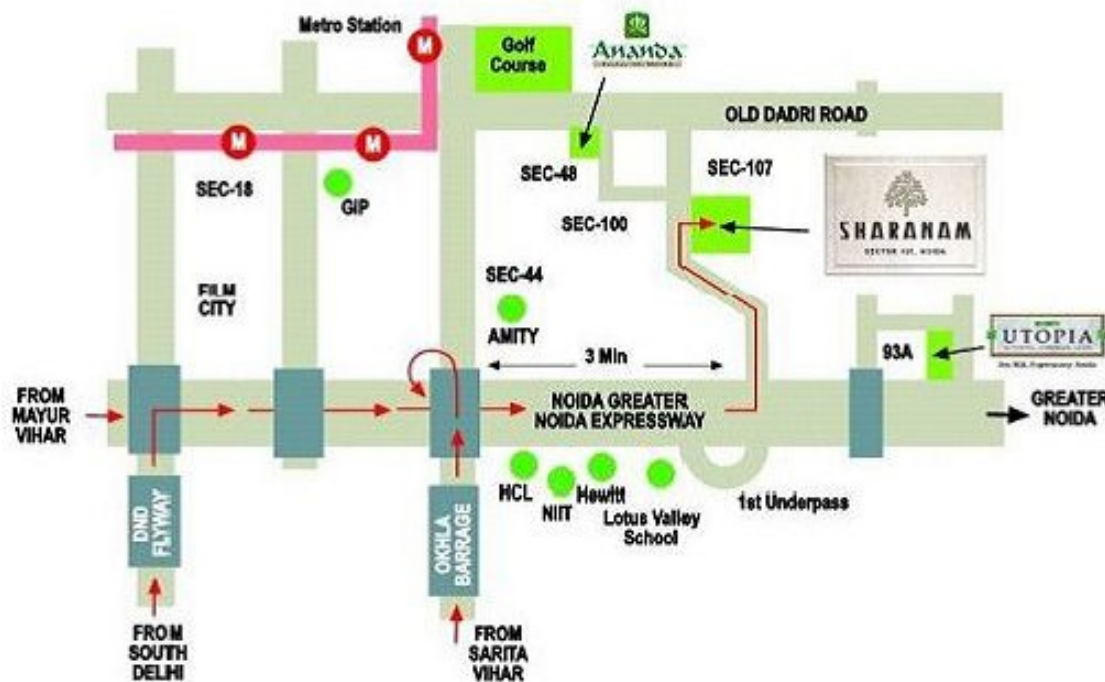 Metro Station
M
Golf
Course
Ananda
OLD DADRI ROAD
M
M
SEC-18
GIP
SEC-48
SEC-107
SEC-100
SHARANAM
SECTOR 107, NOIDA
SEC-44
AMITY
FILM
CITY
3 Min
93A
UTOPIA
FROM
MAYUR
VIHAR
NOIDA GREATER
NOIDA EXPRESSWAY
GREATER
NOIDA
HCL
NIIT
Hewitt
Lotus Valley
School
1st Underpass
DND
FLYWAY
OKHLA
BARRAGE
FROM
SOUTH
DELHI
FROM
SARITA
VIHAR